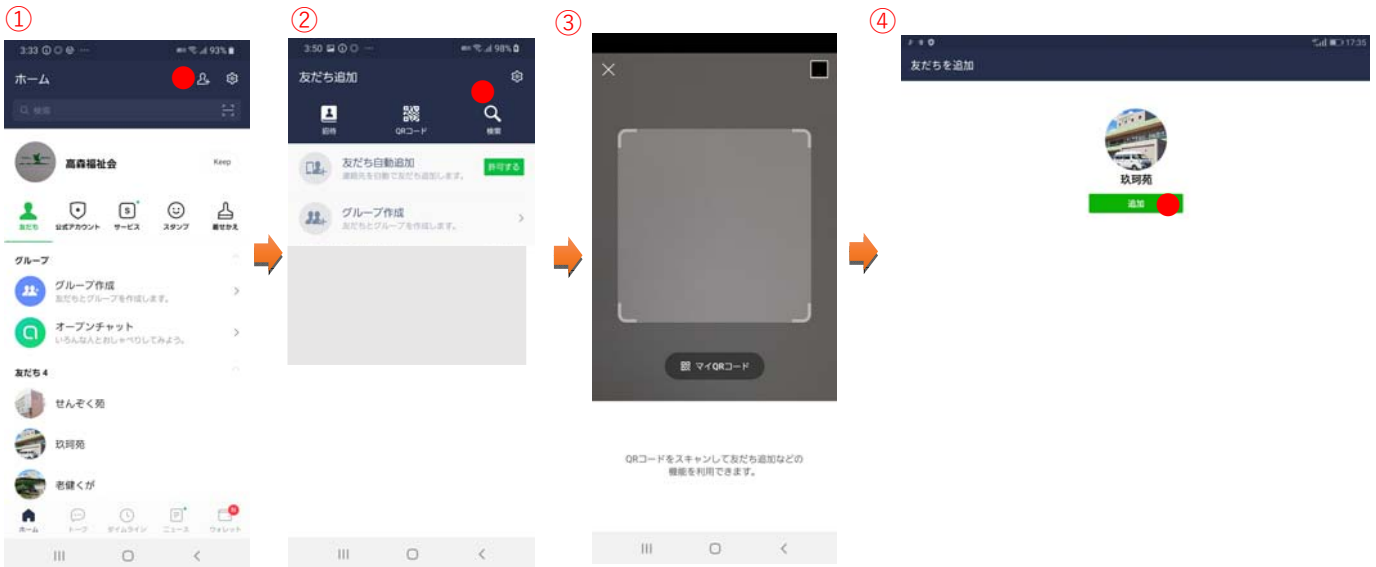 ①
3:33
93%
ホーム
検索
高森福祉会
Keep
友だち
公式アカウント
サービス
スタンプ
着せかえ
グループ
グループ作成
友だちとグループを作成します。
オープンチャット
いろんな人とおしゃべりしてみよう。
友だち 4
せんぞく苑
玖珂苑
老健くが
ホーム
トーク
タイムライン
ニュース
ウォレット
②
3:50
98%
友だち追加
招待
QRコード
検索
友だち自動追加
連絡先を自動で友だち追加します。
許可する
グループ作成
友だちとグループを作成します。
③
マイQRコード
QRコードをスキャンして友だち追加などの
機能を利用できます。
④
17:35
友だちを追加
玖珂苑
追加